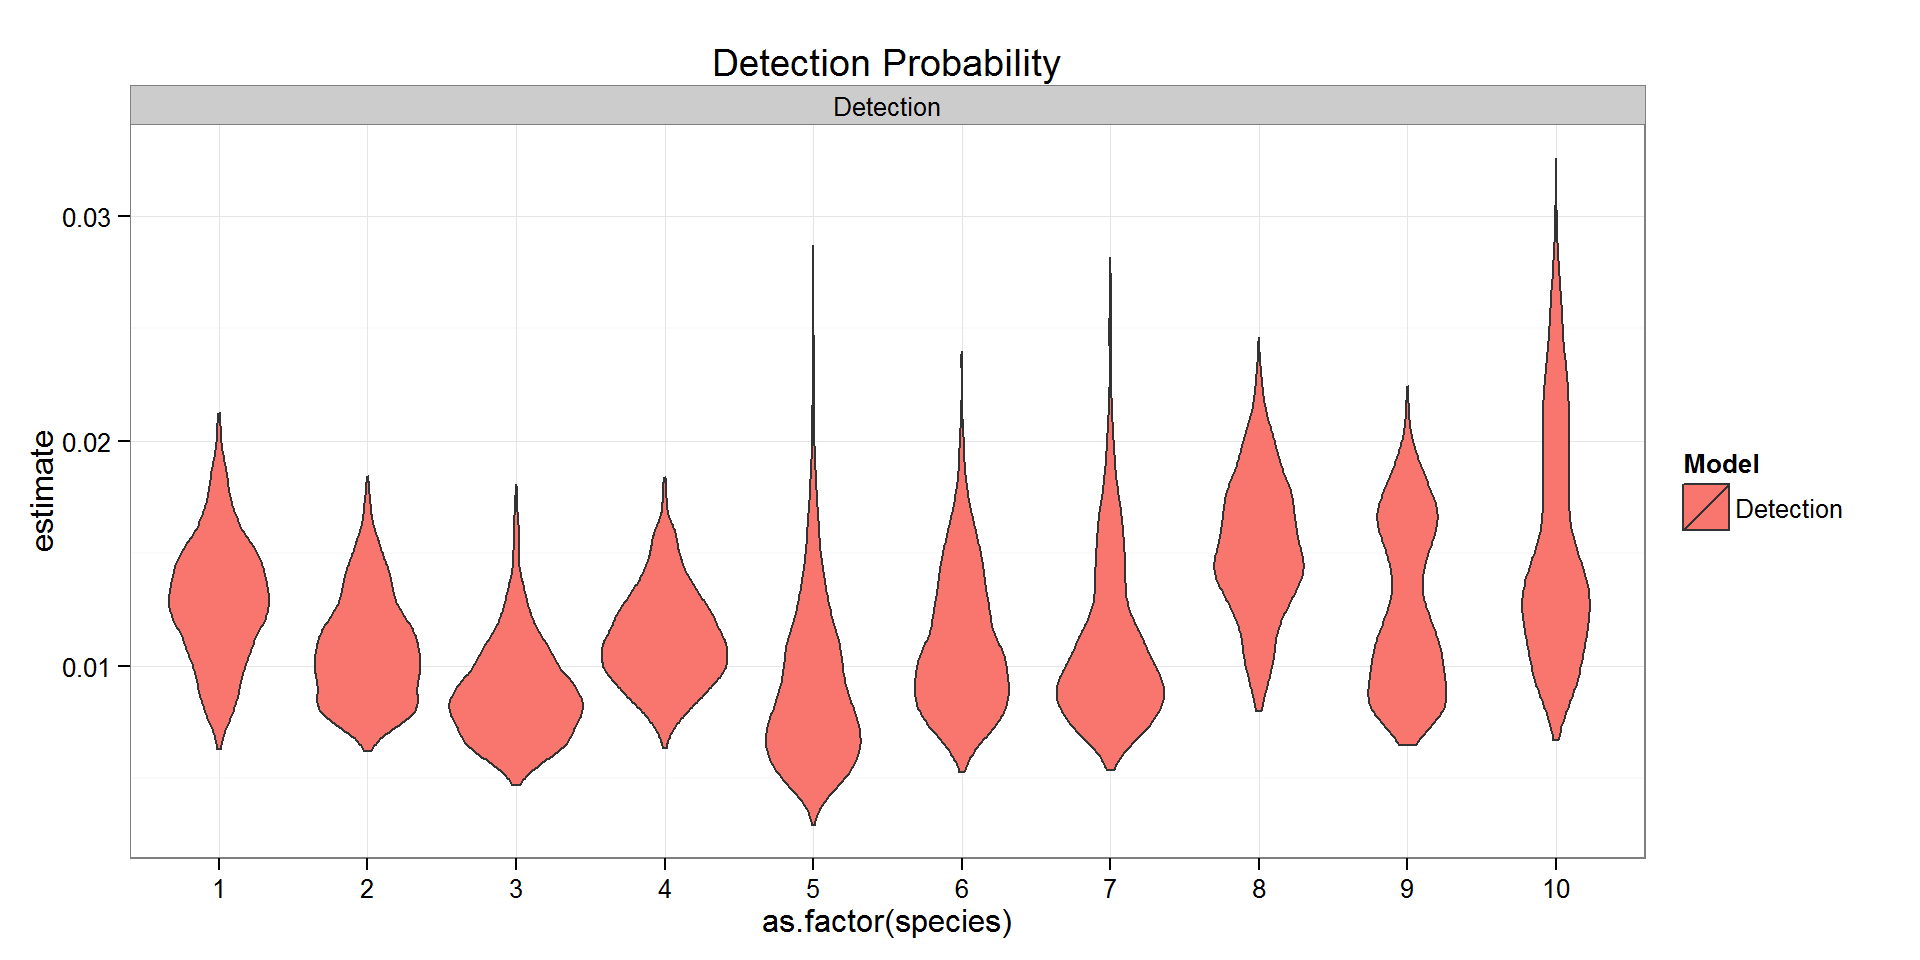 Detection Probability
Detection
0.03
0.02
0.01
estimate
1 2 3 4 5 6 7 8 9 10
as.factor(species)
Model
Detection